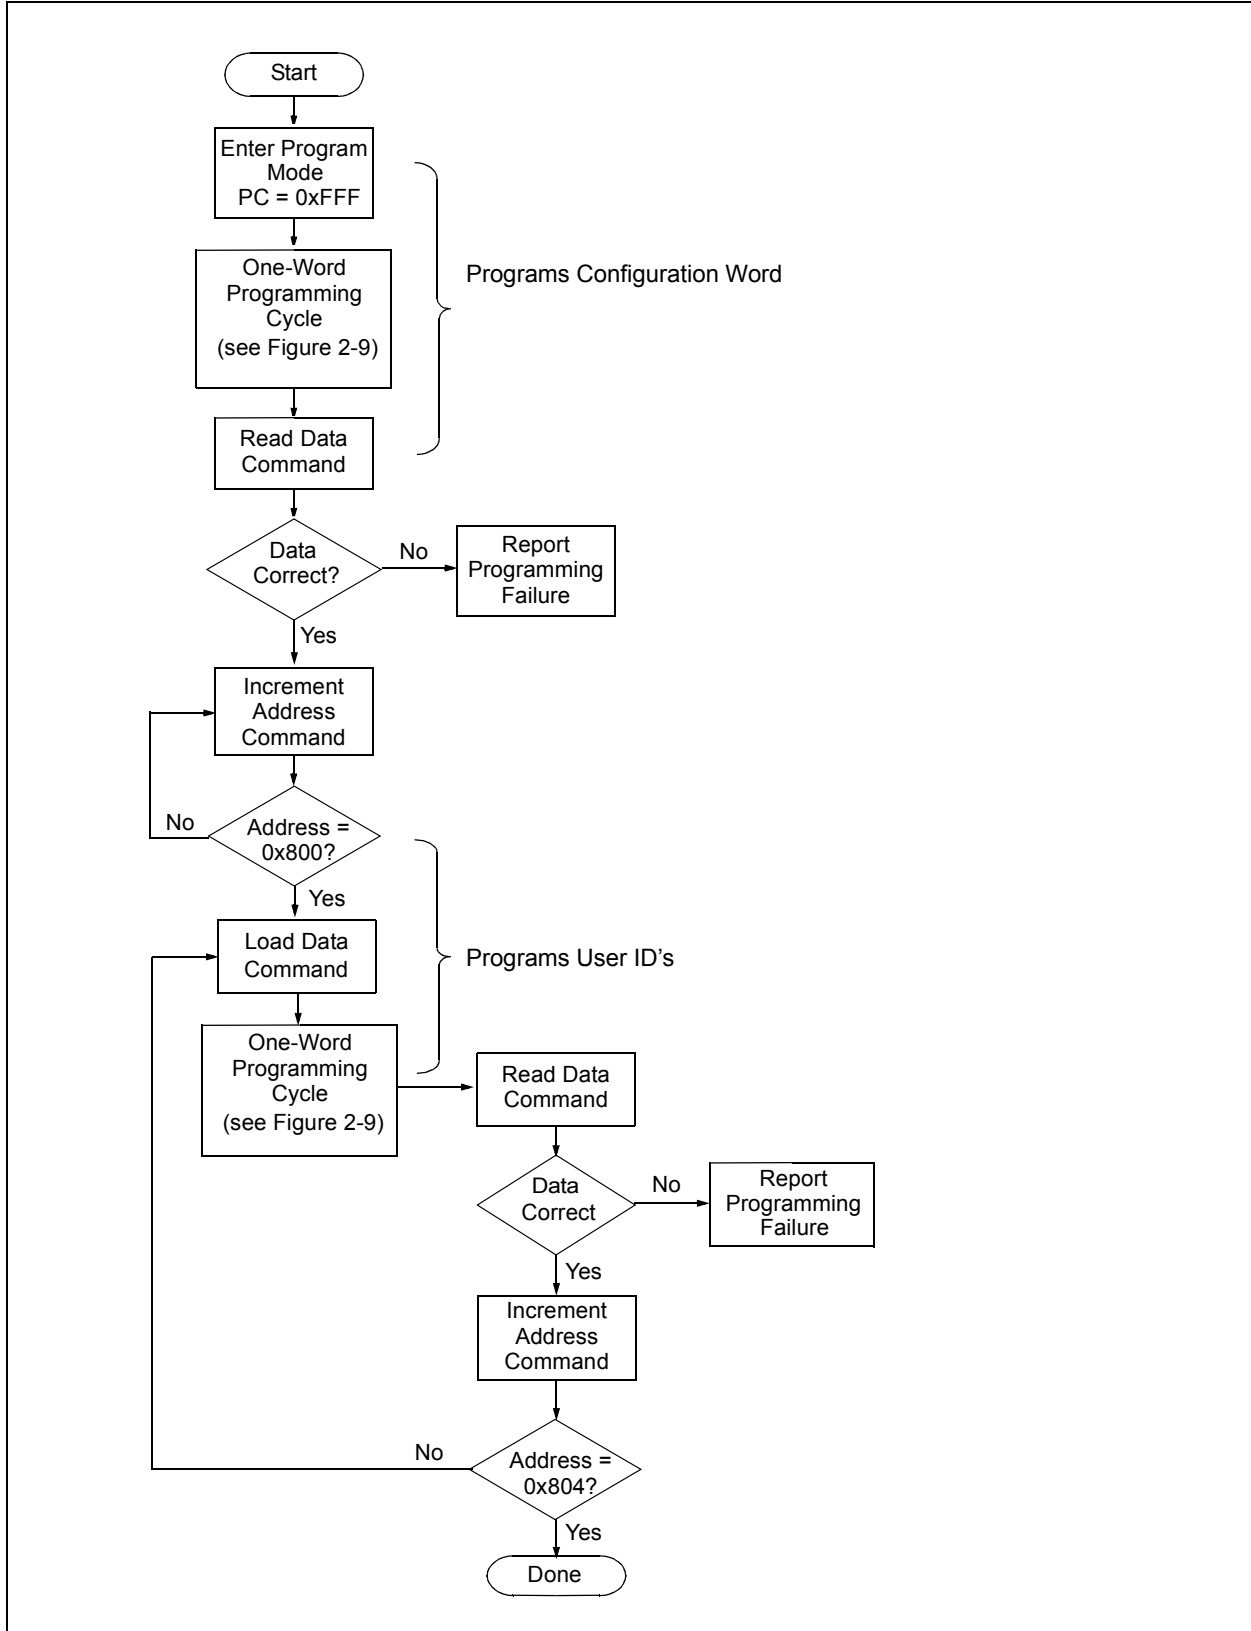 Start
Enter Program
Mode
PC = 0xFFF
One-Word
Programming
Cycle
(see Figure 2-9)
Programs Configuration Word
Read Data
Command
Data
Correct?
No
Report
Programming
Failure
Yes
Increment
Address
Command
No
Address =
0x800?
Yes
Load Data
Command
Programs User ID's
One-Word
Programming
Cycle
(see Figure 2-9)
Read Data
Command
Data
Correct
No
Report
Programming
Failure
Yes
Increment
Address
Command
No
Address =
0x804?
Yes
Done